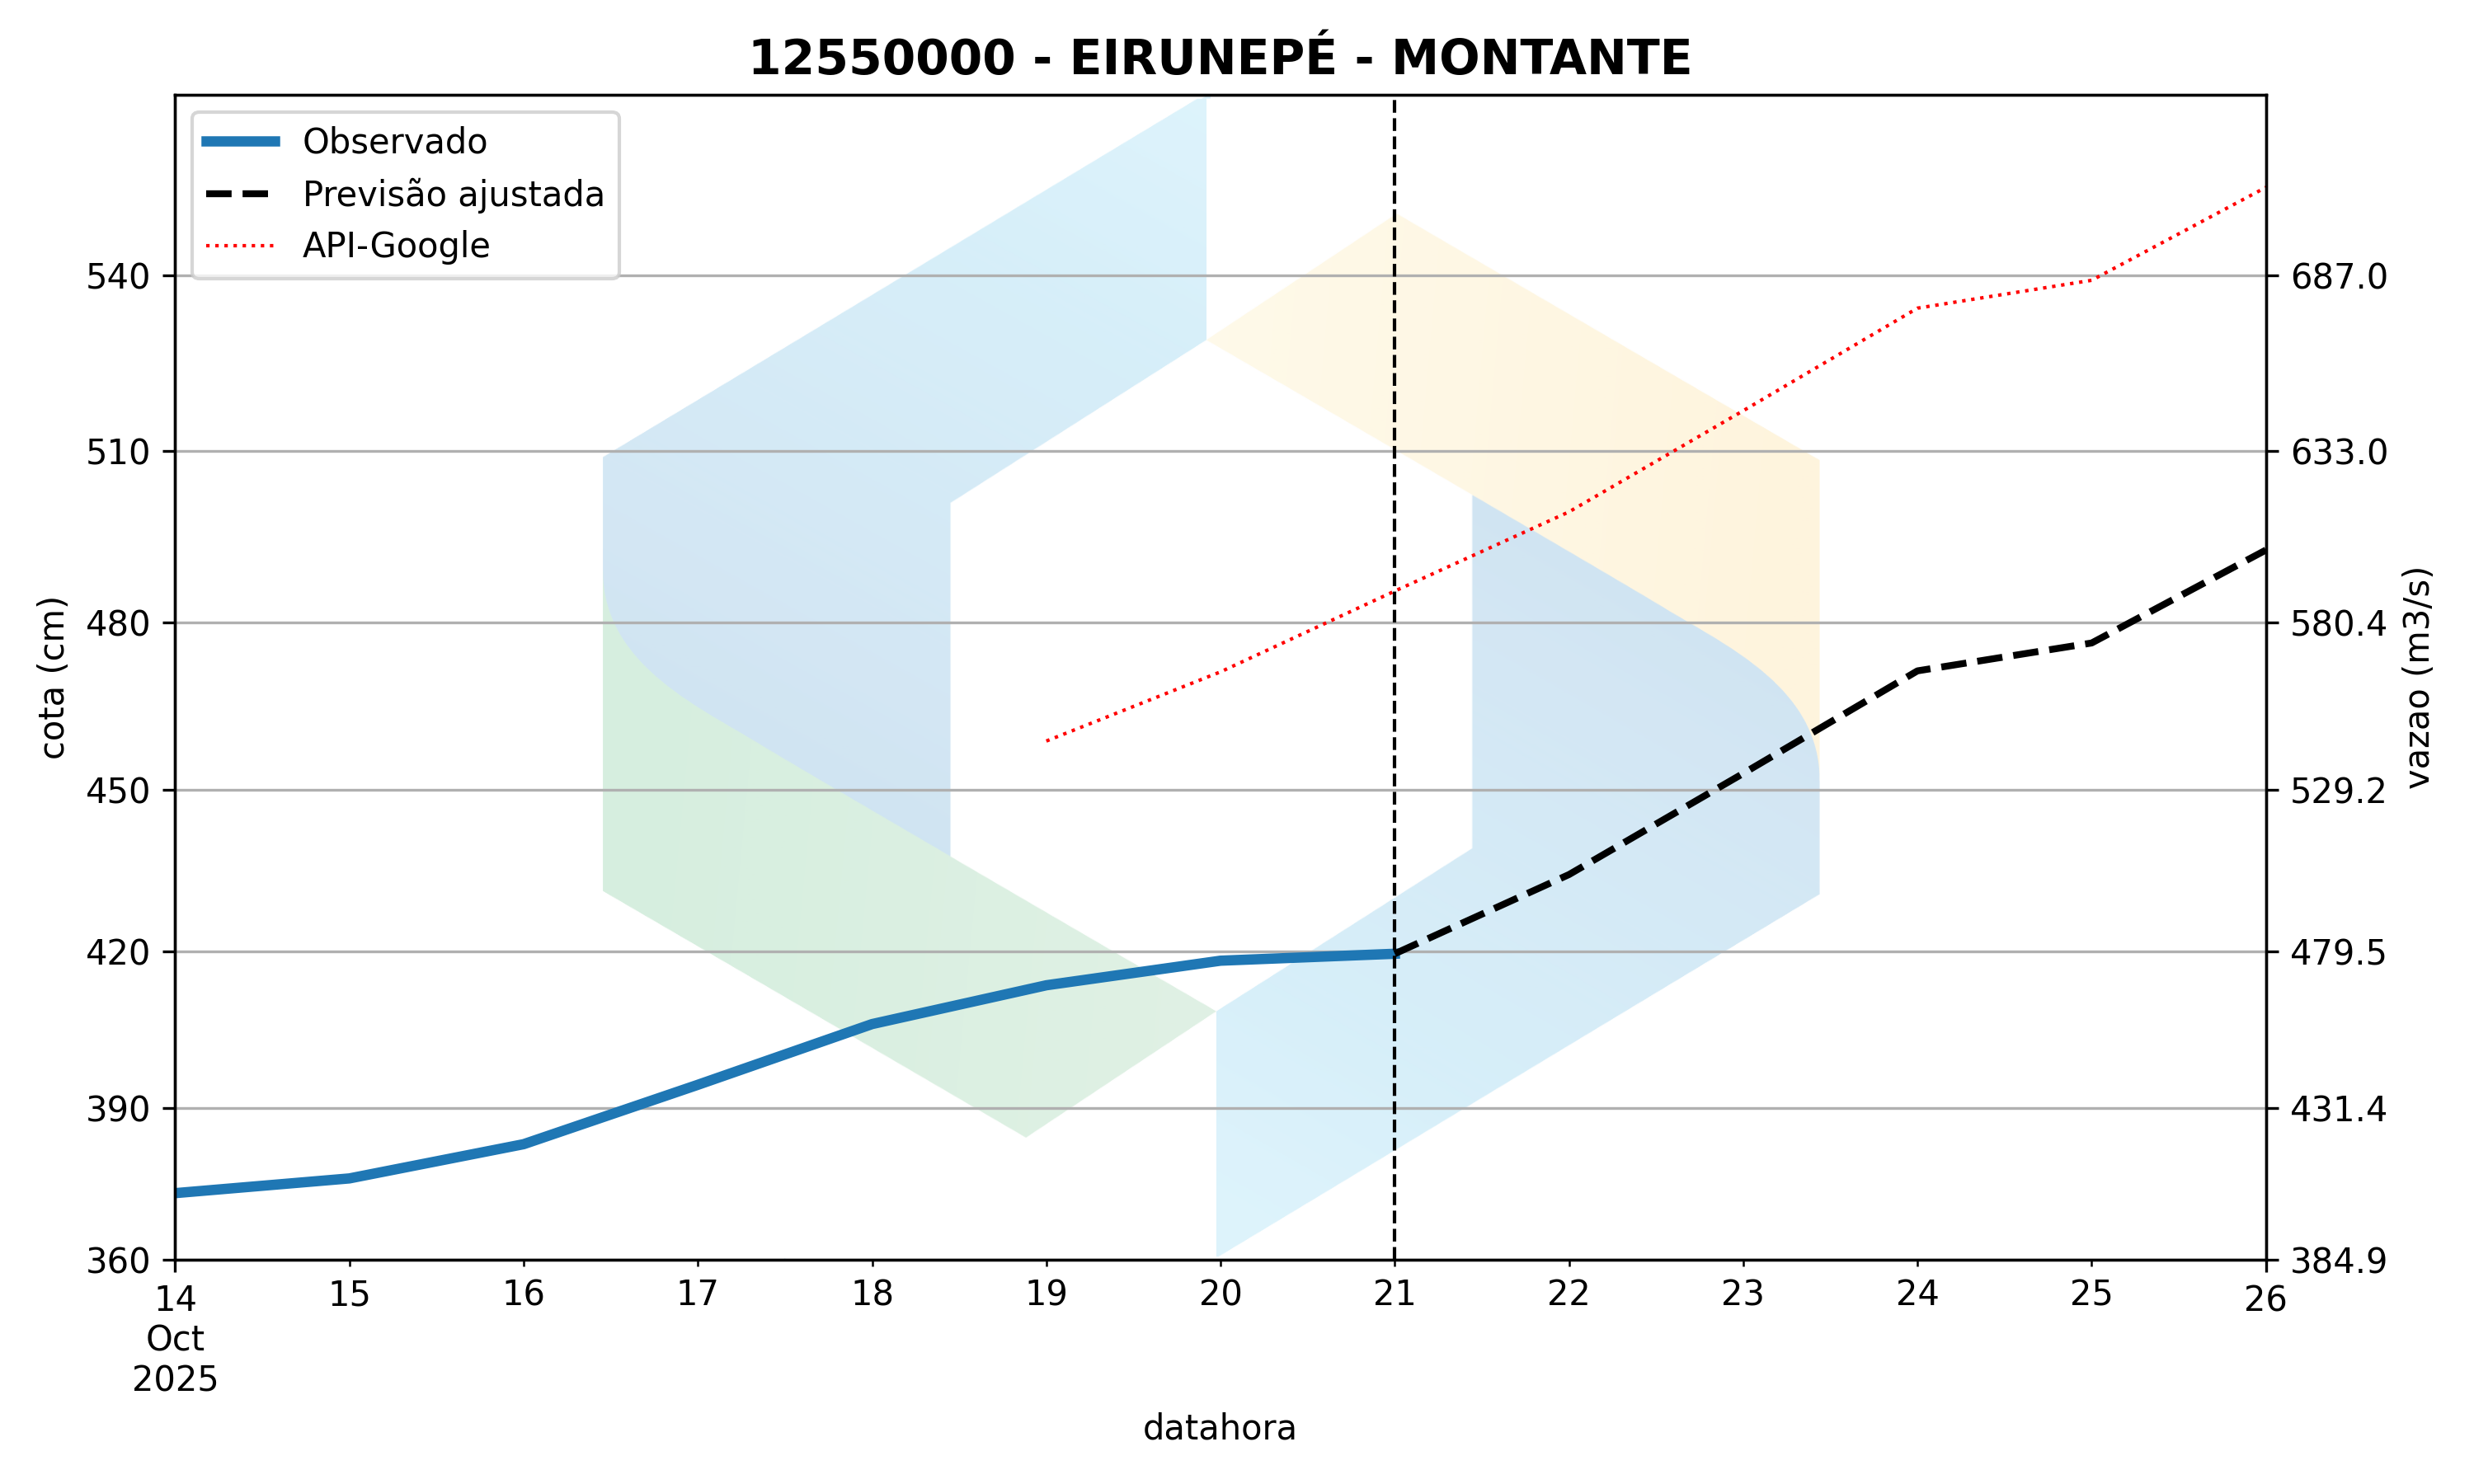 12550000 - EIRUNEPÉ - MONTANTE
Observado
Previsão ajustada
API-Google
540
510
480
450
420
390
360
cota (cm)
687.0
633.0
580.4
529.2
479.5
431.4
384.9
vazao (m3/s)
14 15 16 17 18 19 20 21 22 23 24 25 26
Oct
2025
datahora